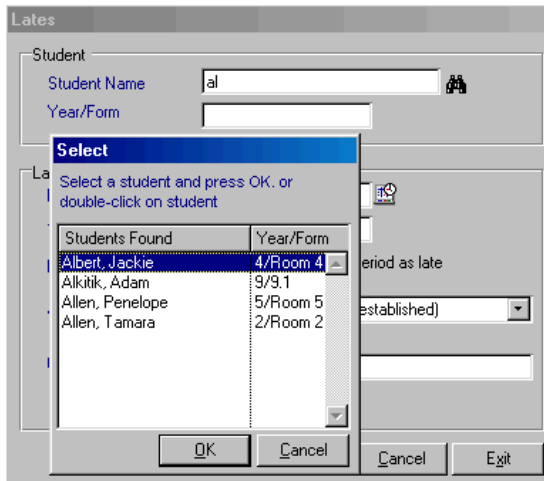 Lates
Student
Student Name al
Year/Form
Select
Select a student and press OK. or
double-click on student
Students Found Year/Form
Albert, Jackie 4/Room 4
Alkitik, Adam 9/9.1
Allen, Penelope 5/Room 5
Allen, Tamara 2/Room 2
OK Cancel
La
eriod as late
established)
Cancel Exit